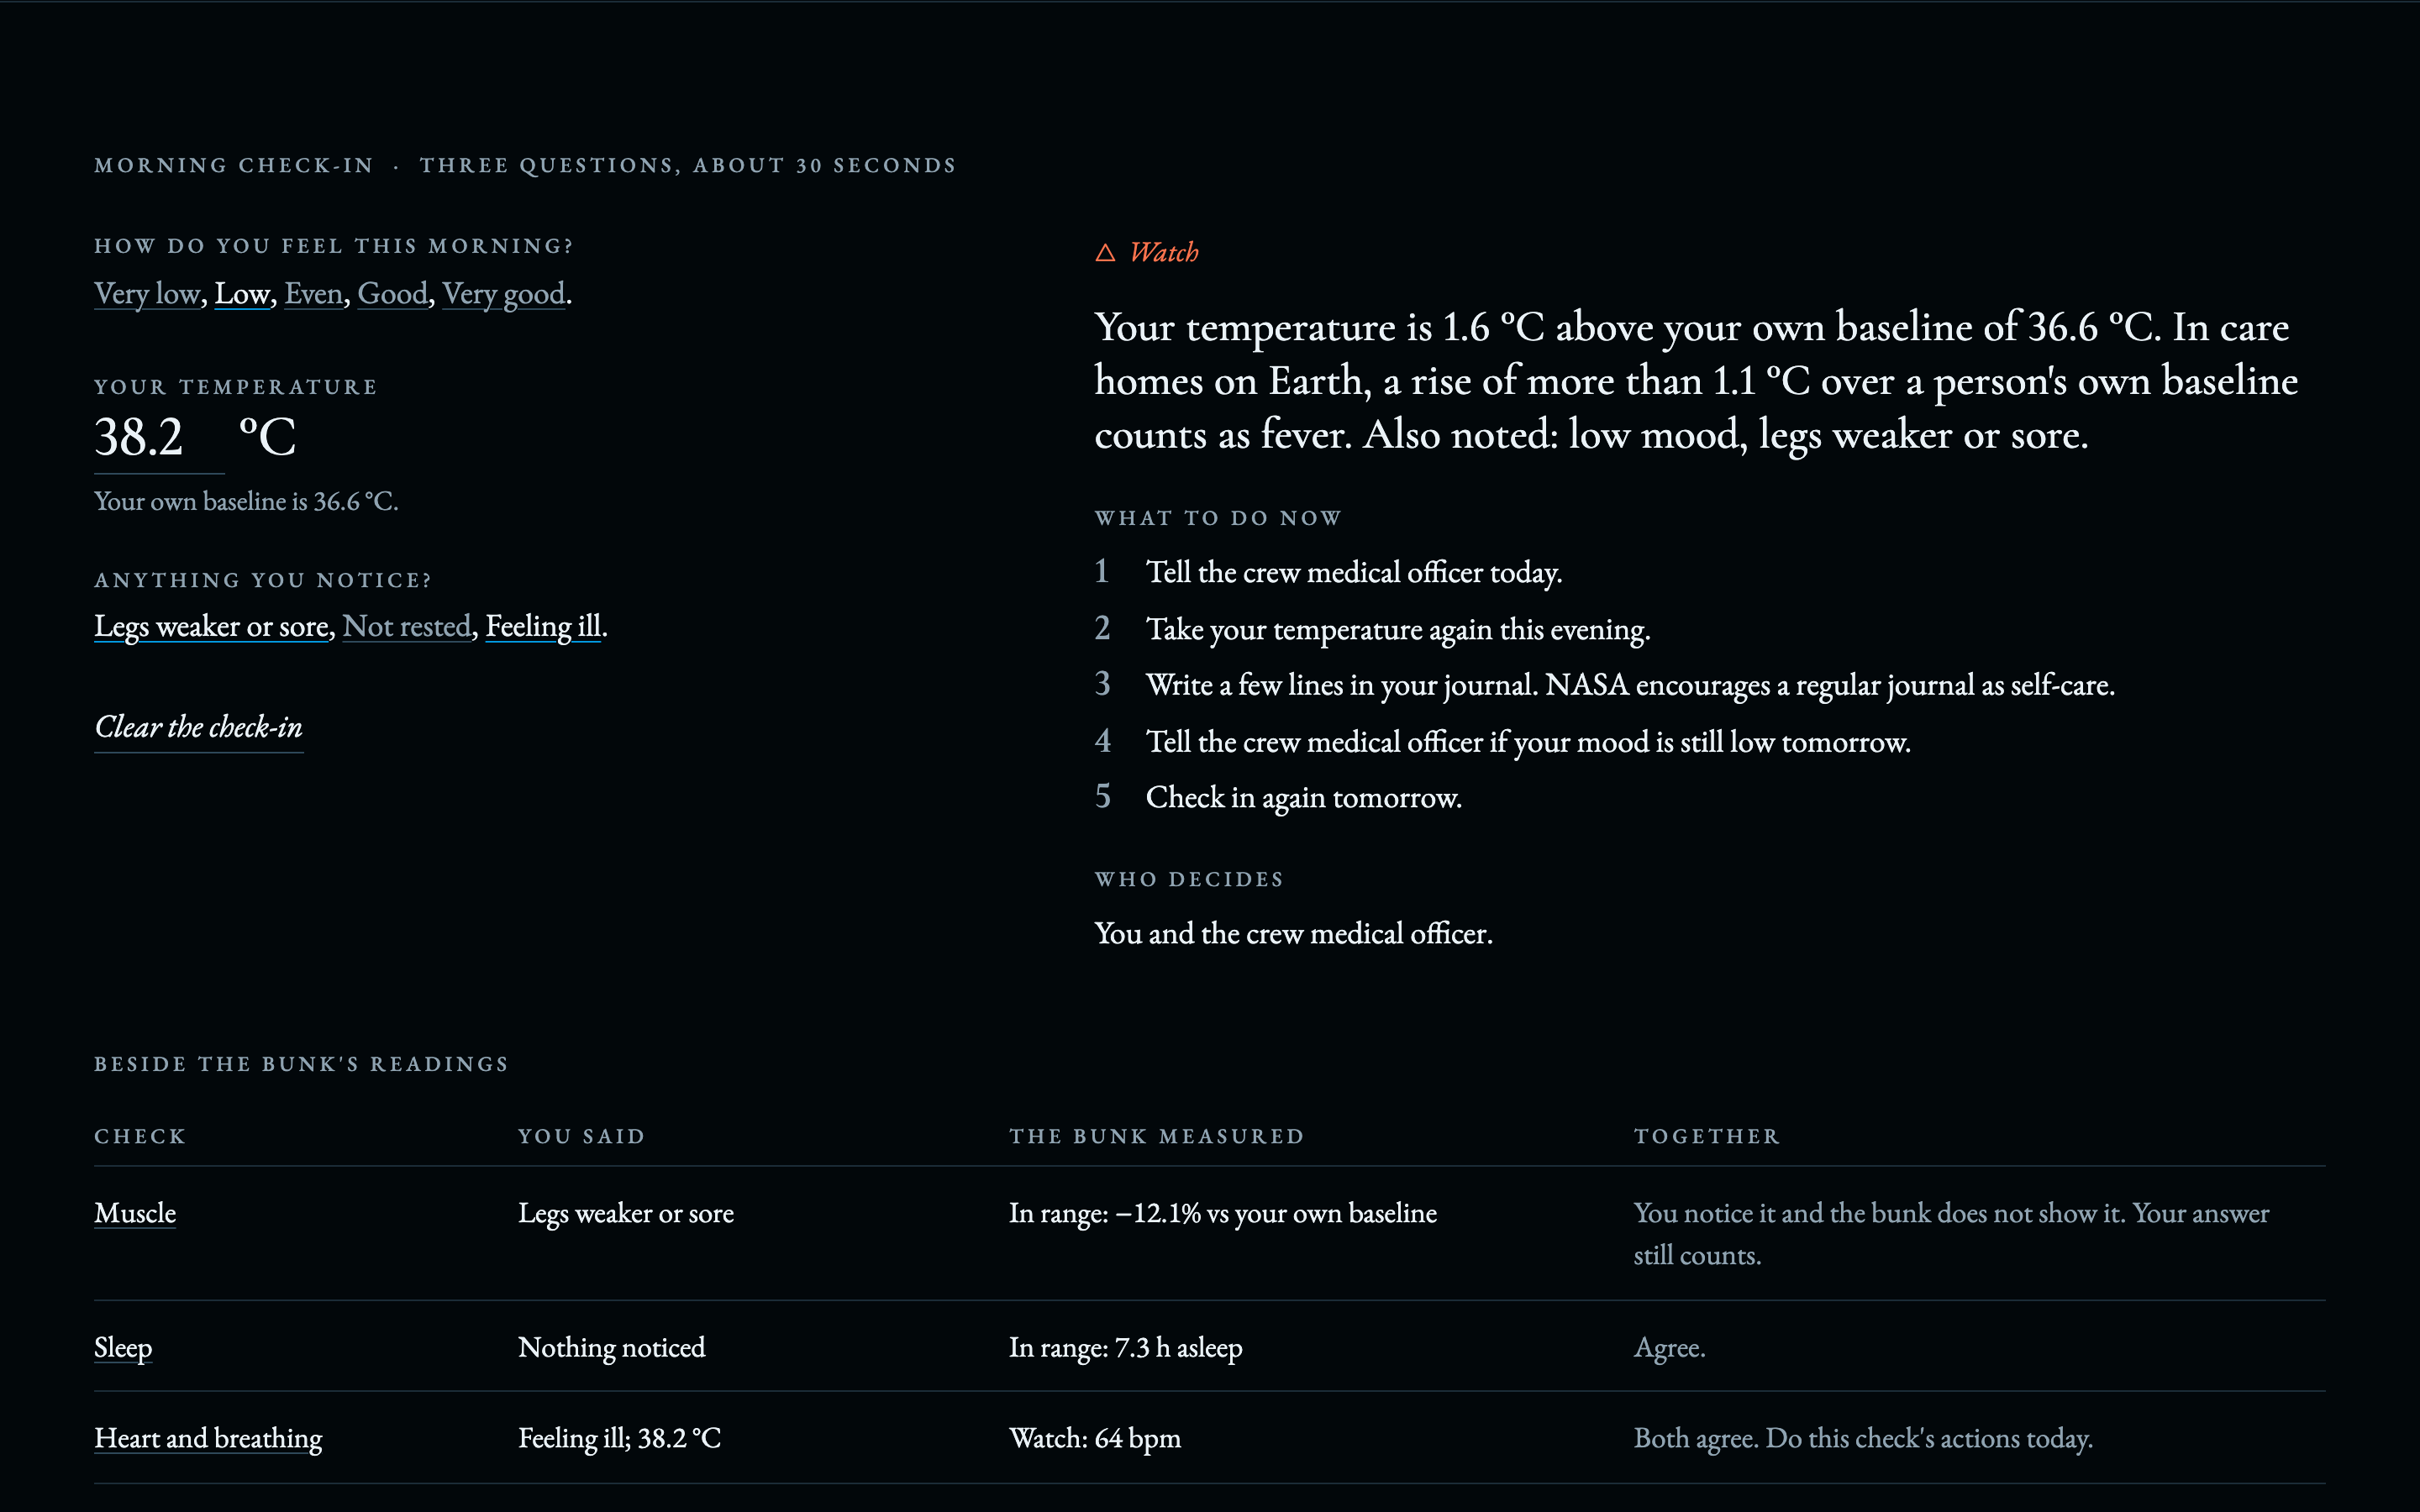 MORNING CHECK-IN · THREE QUESTIONS, ABOUT 30 SECONDS
HOW DO YOU FEEL THIS MORNING?
Very low, Low, Even, Good, Very good.
YOUR TEMPERATURE
38.2 °C
Your own baseline is 36.6 °C.
ANYTHING YOU NOTICE?
Legs weaker or sore, Not rested, Feeling ill.
Clear the check-in
△ Watch
Your temperature is 1.6 °C above your own baseline of 36.6 °C. In care
homes on Earth, a rise of more than 1.1 °C over a person's own baseline
counts as fever. Also noted: low mood, legs weaker or sore.
WHAT TO DO NOW
1 Tell the crew medical officer today.
2 Take your temperature again this evening.
3 Write a few lines in your journal. NASA encourages a regular journal as self-care.
4 Tell the crew medical officer if your mood is still low tomorrow.
5 Check in again tomorrow.
WHO DECIDES
You and the crew medical officer.
BESIDE THE BUNK'S READINGS
CHECK YOU SAID THE BUNK MEASURED TOGETHER
Muscle Legs weaker or sore In range: −12.1% vs your own baseline You notice it and the bunk does not show it. Your answer
still counts.
Sleep Nothing noticed In range: 7.3 h asleep Agree.
Heart and breathing Feeling ill; 38.2 °C Watch: 64 bpm Both agree. Do this check's actions today.